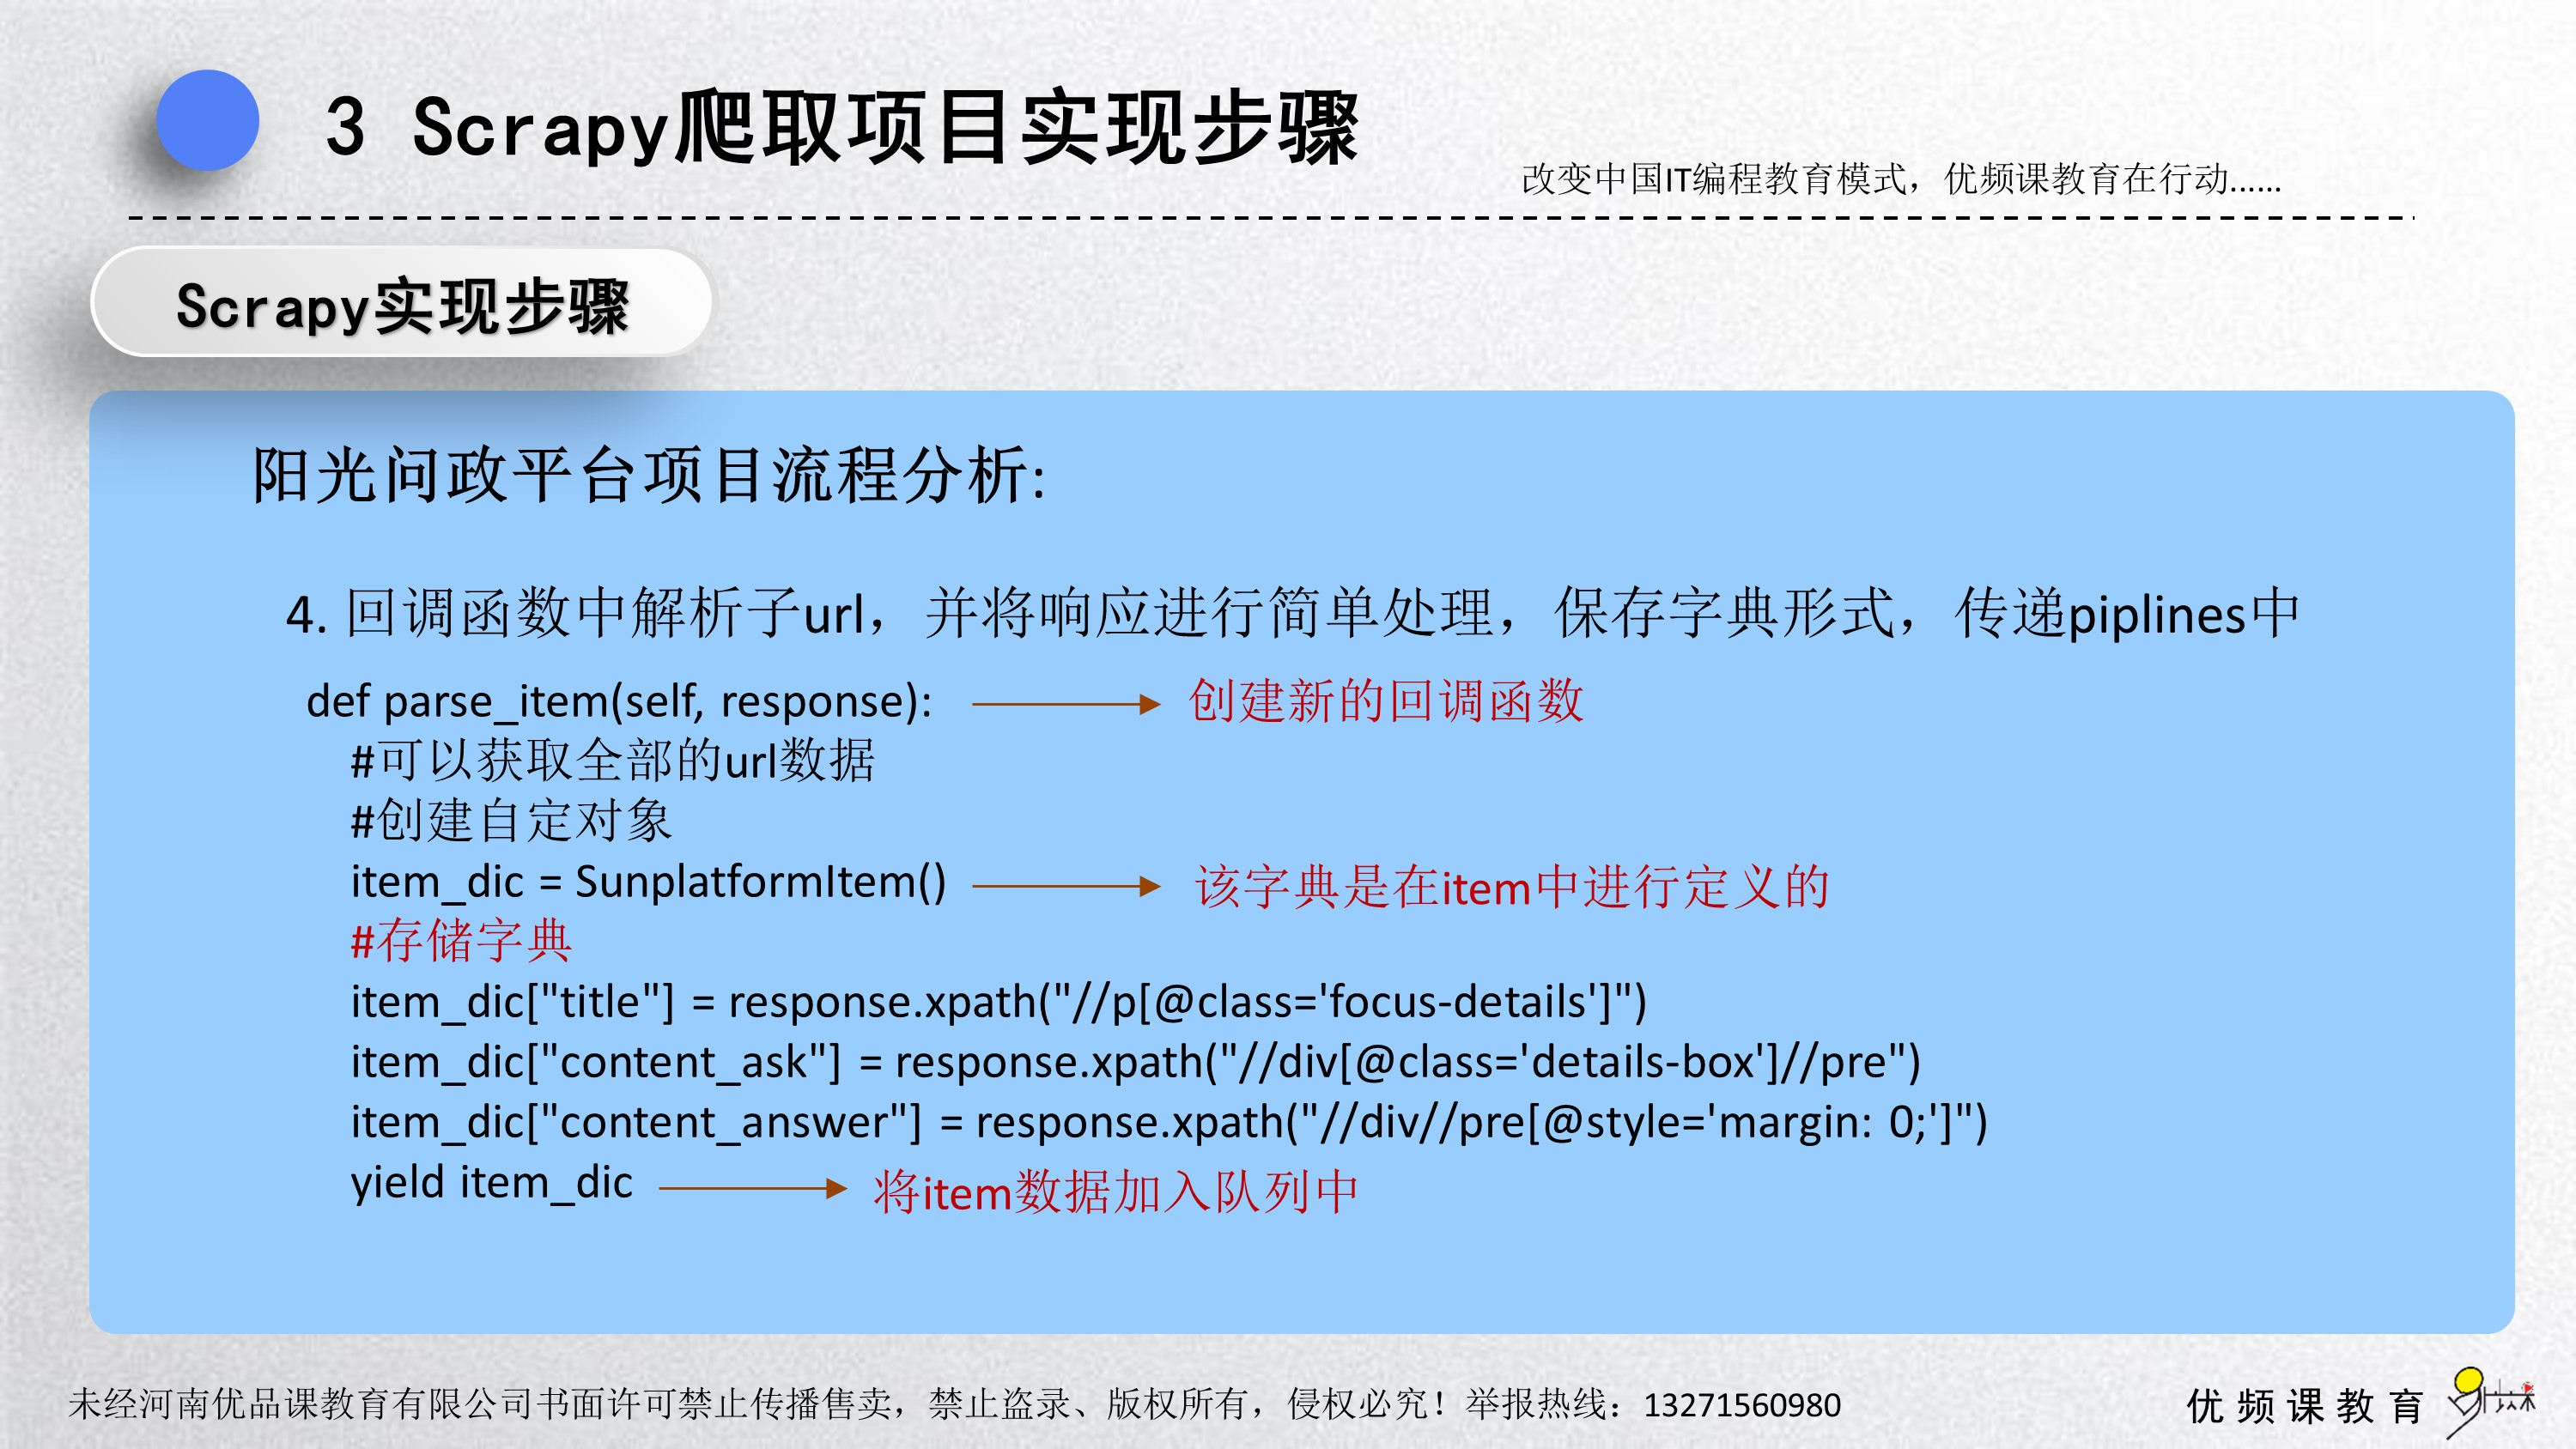 3 Scrapy爬取项目实现步骤
改变中国IT编程教育模式，优频课教育在行动......
Scrapy实现步骤
阳光问政平台项目流程分析:
4. 回调函数中解析子url，并将响应进行简单处理，保存字典形式，传递piplines中
def parse_item(self, response): 创建新的回调函数
#可以获取全部的url数据
#创建自定对象
item_dic = SunplatformItem() 该字典是在item中进行定义的
#存储字典
item_dic["title"] = response.xpath("//p[@class='focus-details']")
item_dic["content_ask"] = response.xpath("//div[@class='details-box']//pre")
item_dic["content_answer"] = response.xpath("//div//pre[@style='margin: 0;']")
yield item_dic 将item数据加入队列中
未经河南优品课教育有限公司书面许可禁止传播售卖，禁止盗录、版权所有，侵权必究！举报热线：13271560980
优频课教育